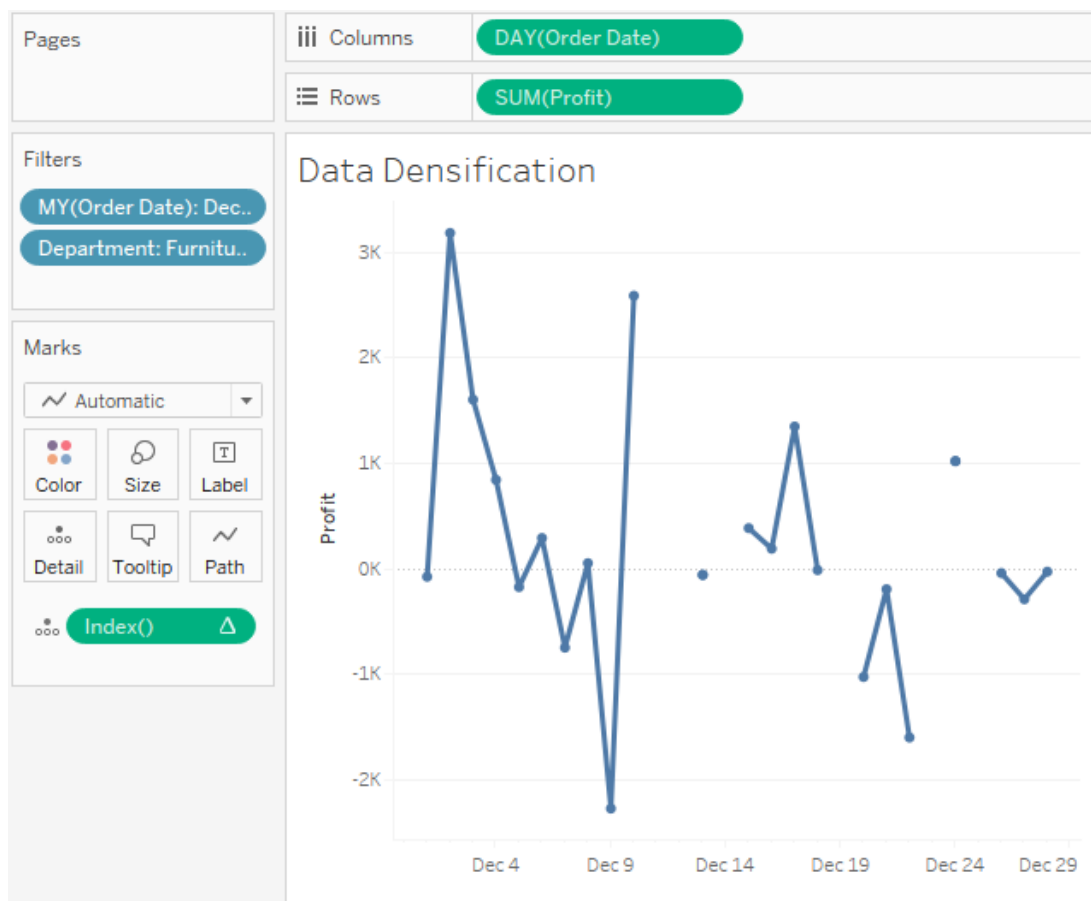 Pages
Columns
DAY(Order Date)
Rows
SUM(Profit)
Filters
MY(Order Date): Dec..
Department: Furnitu..
Marks
Automatic
Color
Size
T
Label
Detail
Tooltip
Path
Index()
Δ
Data Densification
Profit
3K
2K
1K
0K
-1K
-2K
Dec 4
Dec 9
Dec 14
Dec 19
Dec 24
Dec 29